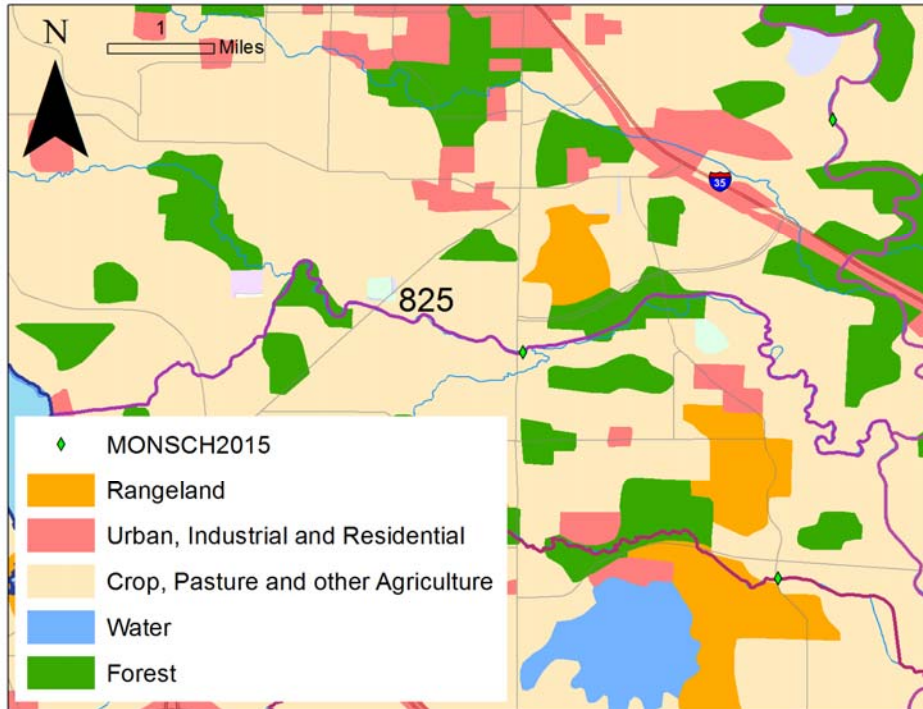 N
1
Miles
35
825
MONSCH2015
Rangeland
Urban, Industrial and Residential
Crop, Pasture and other Agriculture
Water
Forest